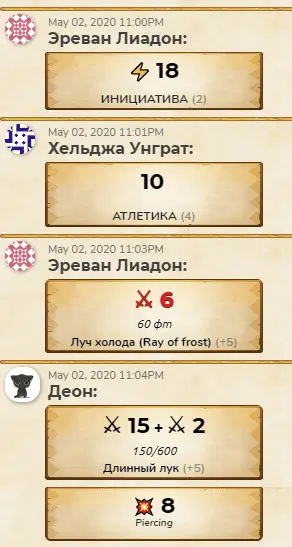 May 02, 2020 11:00PM
Эреван Лиадон:
18
ИНИЦИАТИВА (2)
May 02, 2020 11:01PM
Хельджа Унграт:
10
АТЛЕТИКА (4)
May 02, 2020 11:03PM
Эреван Лиадон:
6
60 фт
Луч холода (Ray of frost) (+5)
May 02, 2020 11:04PM
Деон:
15 + 2
150/600
Длинный лук (+5)
8
Piercing